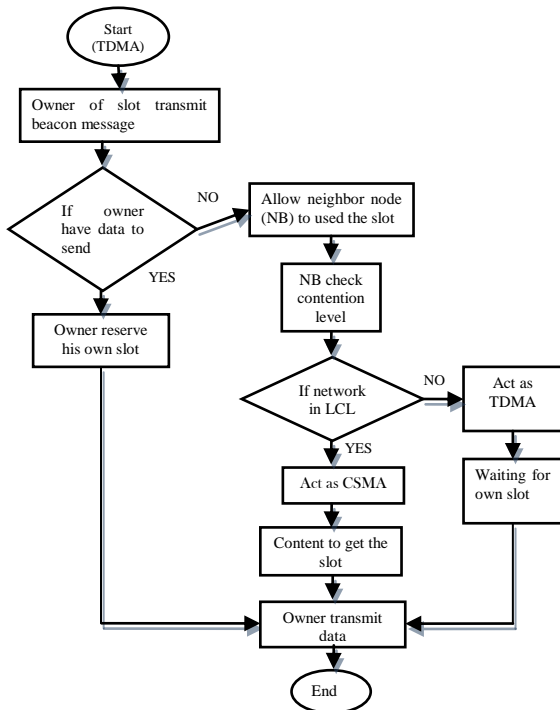 Start
(TDMA)
Owner of slot transmit
beacon message
If owner
have data to
send
NO
YES
Allow neighbor node
(NB) to used the slot
NB check
contention
level
Owner reserve
his own slot
If network
in LCL
NO
YES
Act as
TDMA
Act as CSMA
Waiting for
own slot
Content to get the
slot
Owner transmit
data
End